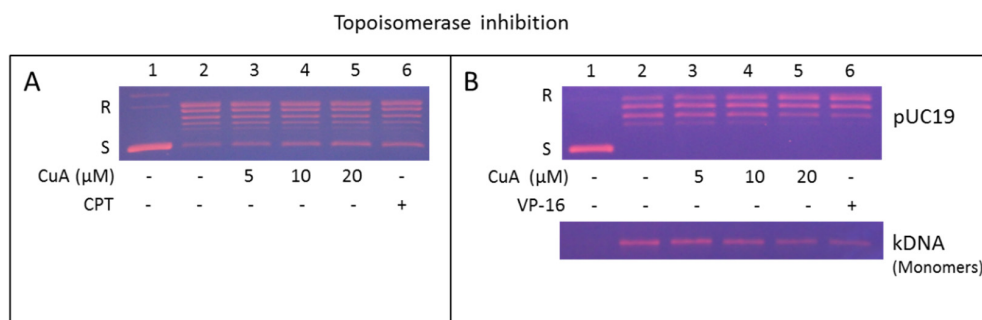 Topoisomerase inhibition
A
1 2 3 4 5 6
R
S
CuA (μM) - - 5 10 20 -
CPT - - - - - +
B
1 2 3 4 5 6
R
S
pUC19
CuA (μM) - - 5 10 20 -
VP-16 - - - - - +
kDNA
(Monomers)